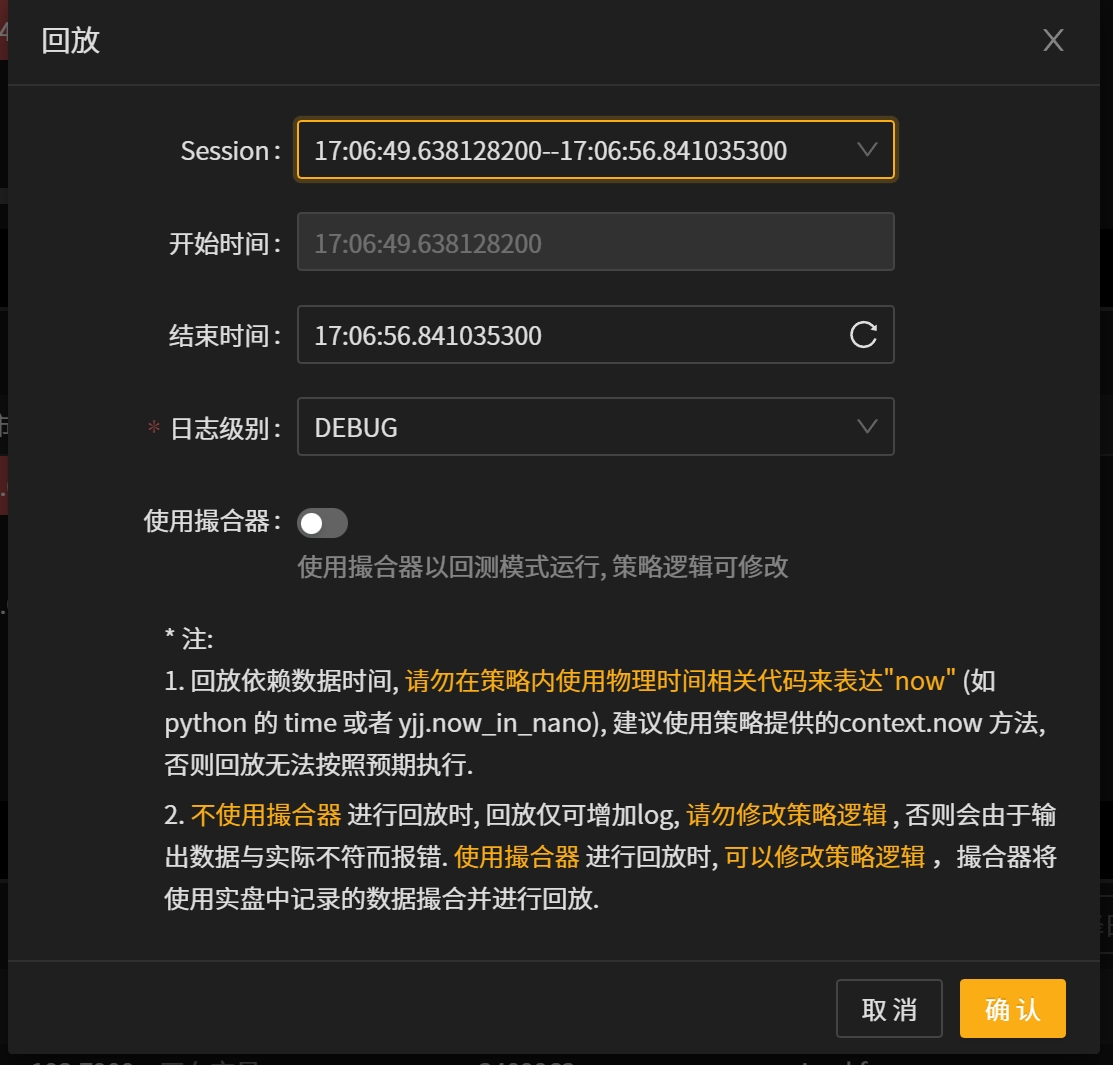 回放
Session：
17:06:49.638128200--17:06:56.841035300
开始时间：
17:06:49.638128200
结束时间：
17:06:56.841035300
* 日志级别：
DEBUG
使用撮合器：
使用撮合器以回测模式运行, 策略逻辑可修改
* 注:
1. 回放依赖数据时间, 请勿在策略内使用物理时间相关代码来表达"now" (如
python 的 time 或者 yjj.now_in_nano), 建议使用策略提供的context.now 方法,
否则回放无法按照预期执行.
2. 不使用撮合器 进行回放时, 回放仅可增加log, 请勿修改策略逻辑 , 否则会由于输
出数据与实际不符而报错. 使用撮合器 进行回放时, 可以修改策略逻辑 ，撮合器将
使用实盘中记录的数据撮合并进行回放.
取 消
确 认